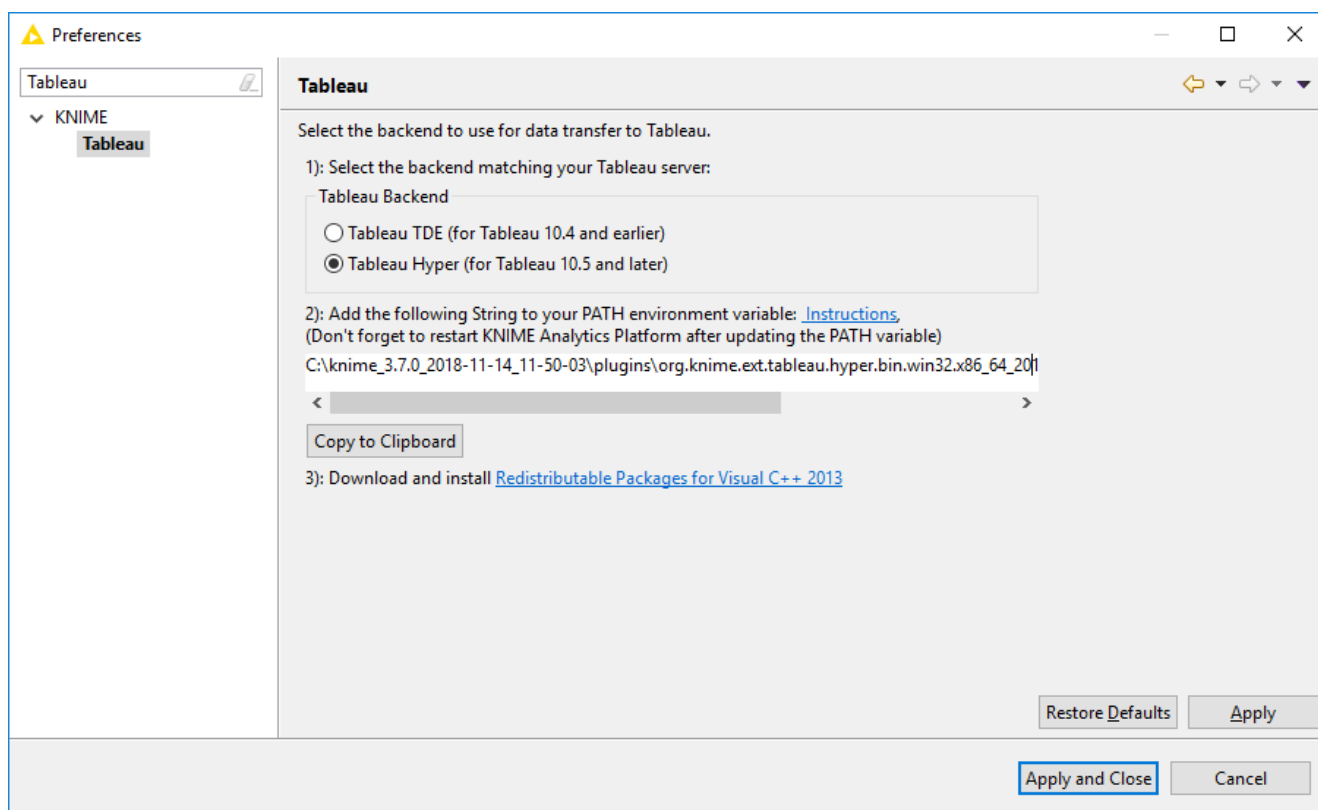 Preferences
Tableau
KNIME
Tableau
Tableau
Select the backend to use for data transfer to Tableau.
1): Select the backend matching your Tableau server:
Tableau Backend
Tableau TDE (for Tableau 10.4 and earlier)
Tableau Hyper (for Tableau 10.5 and later)
2): Add the following String to your PATH environment variable: Instructions,
(Don't forget to restart KNIME Analytics Platform after updating the PATH variable)
C:\knime_3.7.0_2018-11-14_11-50-03\plugins\org.knime.ext.tableau.hyper.bin.win32.x86_64_201
Copy to Clipboard
3): Download and install Redistributable Packages for Visual C++ 2013
Restore Defaults Apply
Apply and Close Cancel